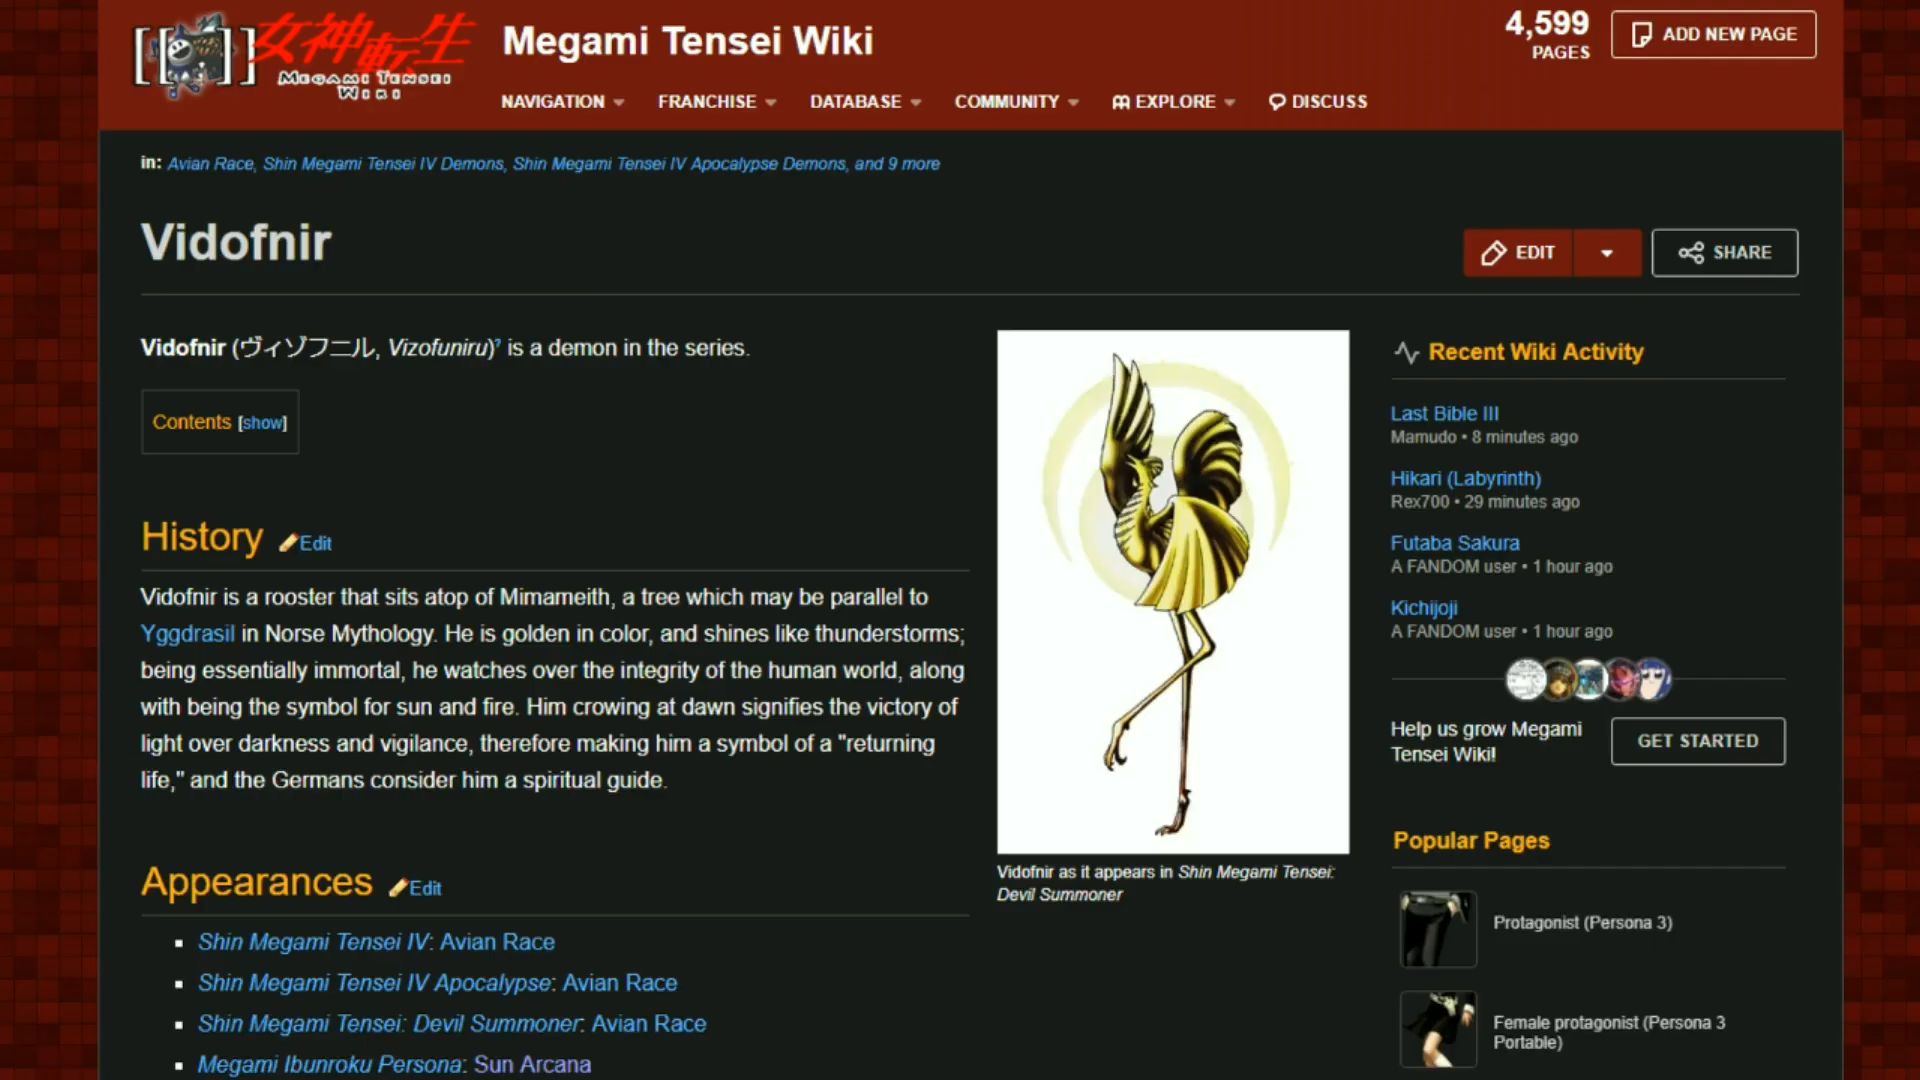 女神転生
MEGAMI TENSEI
WIKI
Megami Tensei Wiki
4,599
PAGES
ADD NEW PAGE
NAVIGATION
FRANCHISE
DATABASE
COMMUNITY
EXPLORE
DISCUSS
in: Avian Race, Shin Megami Tensei IV Demons, Shin Megami Tensei IV Apocalypse Demons, and 9 more
Vidofnir
EDIT
SHARE
Vidofnir (ヴィゾフニル, Vizofuniru)? is a demon in the series.
Contents [show]
History Edit
Vidofnir is a rooster that sits atop of Mimameith, a tree which may be parallel to
Yggdrasil in Norse Mythology. He is golden in color, and shines like thunderstorms;
being essentially immortal, he watches over the integrity of the human world, along
with being the symbol for sun and fire. Him crowing at dawn signifies the victory of
light over darkness and vigilance, therefore making him a symbol of a "returning
life," and the Germans consider him a spiritual guide.
Appearances Edit
Shin Megami Tensei IV: Avian Race
Shin Megami Tensei IV Apocalypse: Avian Race
Shin Megami Tensei: Devil Summoner: Avian Race
Megami Ibunroku Persona: Sun Arcana
Vidofnir as it appears in Shin Megami Tensei:
Devil Summoner
Recent Wiki Activity
Last Bible III
Mamudo • 8 minutes ago
Hikari (Labyrinth)
Rex700 • 29 minutes ago
Futaba Sakura
A FANDOM user • 1 hour ago
Kichijoji
A FANDOM user • 1 hour ago
Help us grow Megami
Tensei Wiki!
GET STARTED
Popular Pages
Protagonist (Persona 3)
Female protagonist (Persona 3
Portable)